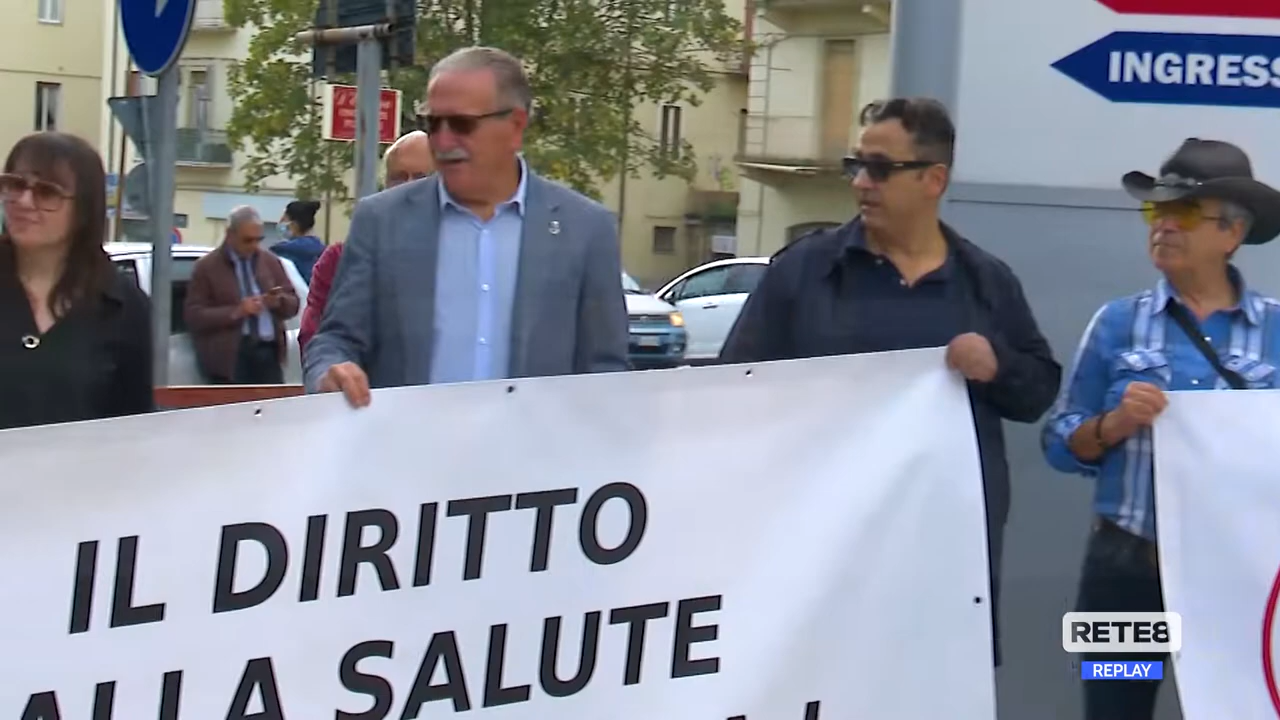 INGRESS
IL DIRITTO
ALLA SALUTE
RETE8
REPLAY